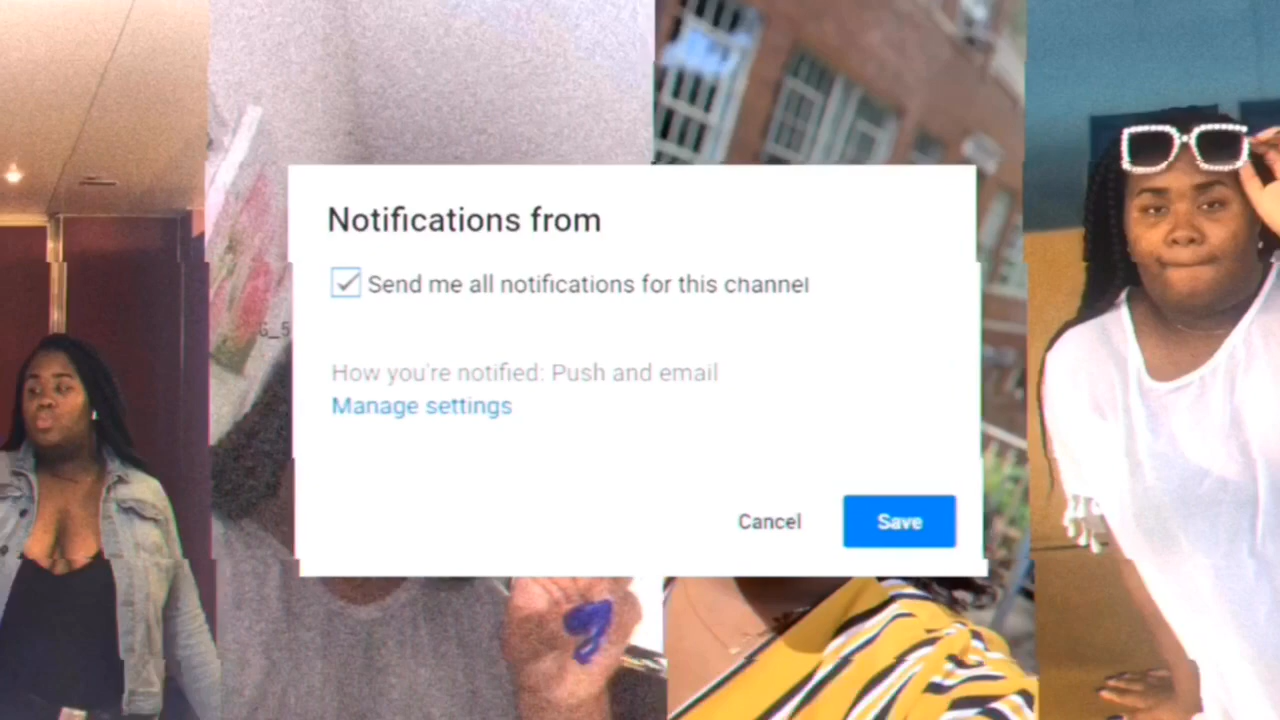 Notifications from
Send me all notifications for this channel
G_5
How you're notified: Push and email
Manage settings
Cancel
Save